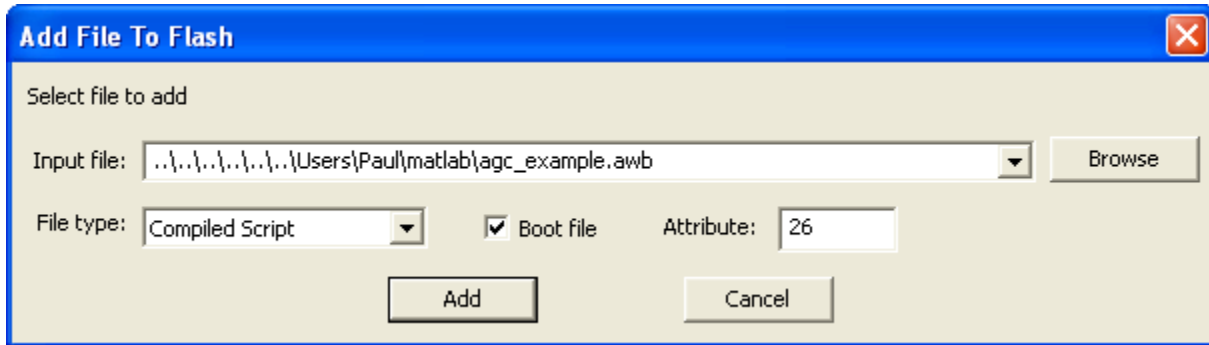 Add File To Flash
Select file to add
Input file: ..\..\..\..\..\..\Users\Paul\matlab\agc_example.awb Browse
File type: Compiled Script Boot file Attribute: 26
Add Cancel